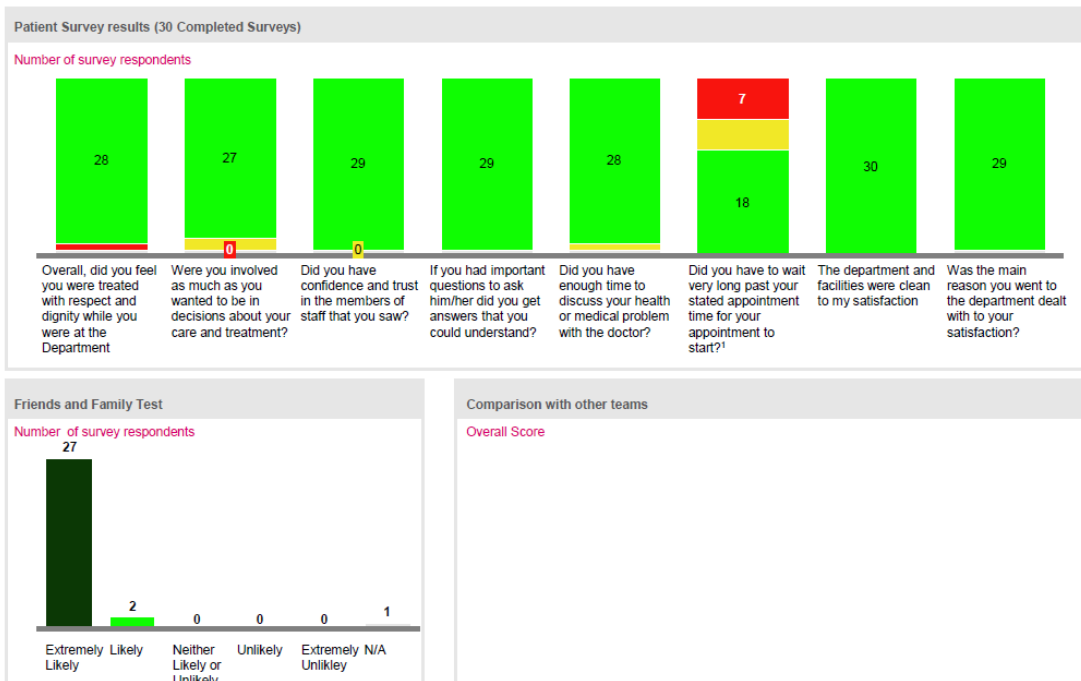 Patient Survey results (30 Completed Surveys)
Number of survey respondents
28
27
29
29
28
7
18
30
29
0
0
Overall, did you feel
you were treated
with respect and
dignity while you
were at the
Department
Were you involved
as much as you
wanted to be in
decisions about your
care and treatment?
Did you have
confidence and trust
in the members of
staff that you saw?
If you had important
questions to ask
him/her did you get
answers that you
could understand?
Did you have
enough time to
discuss your health
or medical problem
with the doctor?
Did you have to wait
very long past your
stated appointment
time for your
appointment to
start?¹
The department and
facilities were clean
to my satisfaction
Was the main
reason you went to
the department dealt
with to your
satisfaction?
Friends and Family Test
Number of survey respondents
27
2
0
0
0
1
Extremely
Likely
Likely
Neither
Likely or
Unlikely
Unlikely
Extremely
Unlikley
N/A
Comparison with other teams
Overall Score